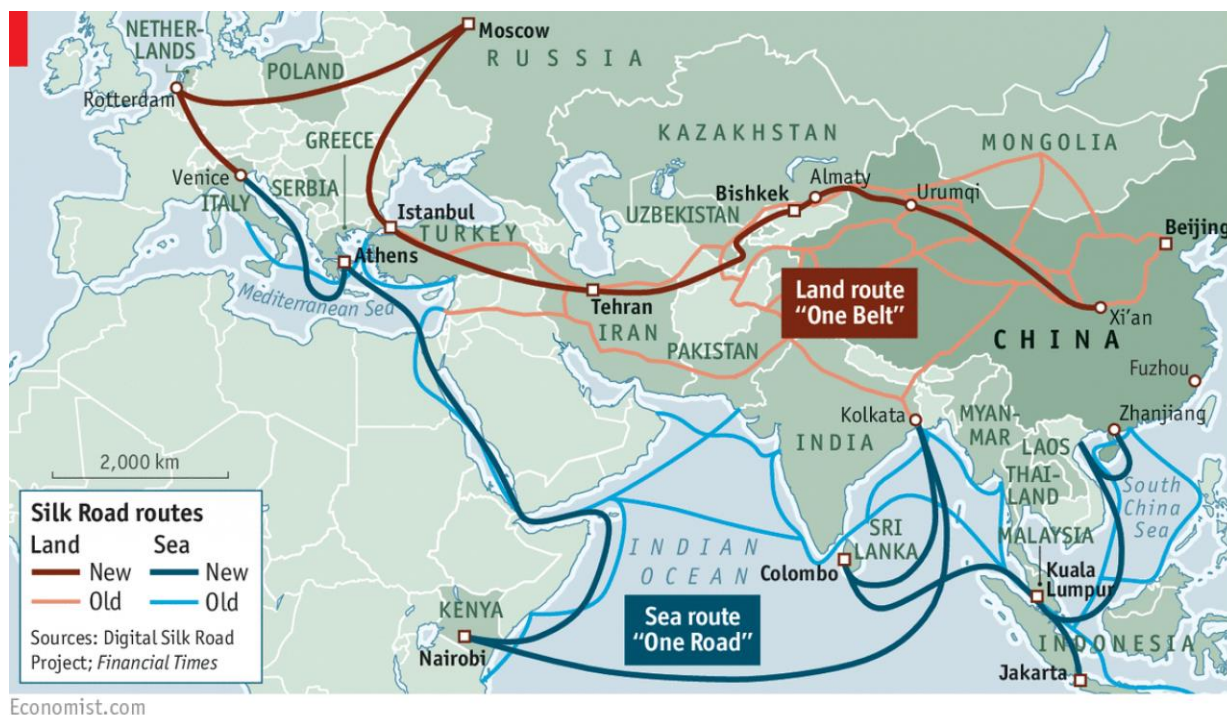 NETHER-
LANDS
Moscow
RUSSIA
POLAND
Rotterdam
KAZAKHSTAN
MONGOLIA
GREECE
Venice
ITALY
SERBIA
Almaty
Bishkek
Urumqi
Istanbul
UZBEKISTAN
TURKEY
Beijing
Athens
Mediterranean Sea
Tehran
IRAN
Land route
"One Belt"
Xi'an
PAKISTAN
CHINA
Fuzhou
Kolkata
Zhanjiang
INDIA
MYAN-
MAR
LAOS
THAI-
LAND
South
China
Sea
2,000 km
Silk Road routes
Land Sea
New New
Old Old
Sources: Digital Silk Road
Project; Financial Times
SRI
LANKA
MALAYSIA
INDIAN
OCEAN
Colombo
Kuala
Lumpur
KENYA
Sea route
"One Road"
Nairobi
INDONESIA
Jakarta
Economist.com